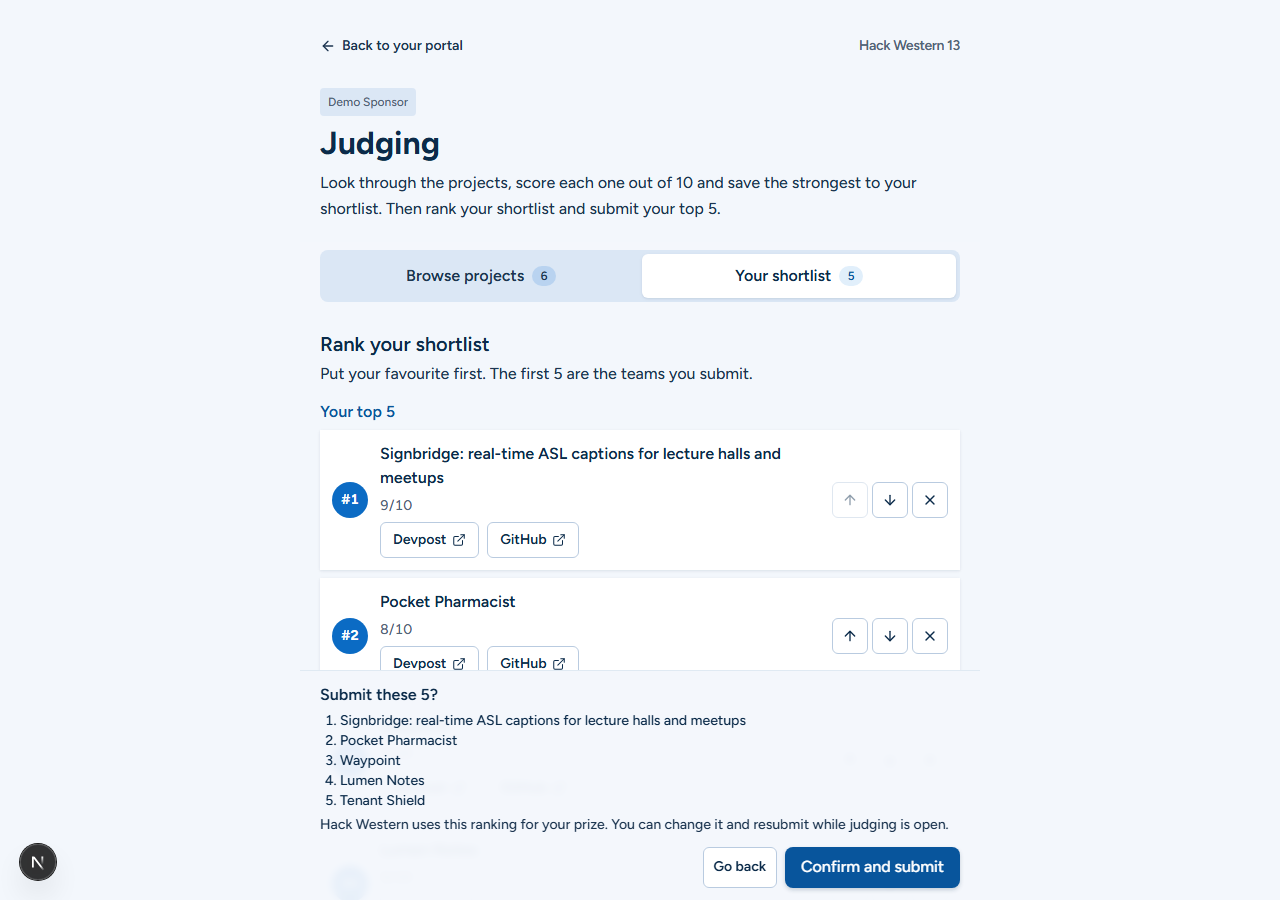 Back to your portal
Hack Western 13
Demo Sponsor
Judging
Look through the projects, score each one out of 10 and save the strongest to your
shortlist. Then rank your shortlist and submit your top 5.
Browse projects 6
Your shortlist 5
Rank your shortlist
Put your favourite first. The first 5 are the teams you submit.
Your top 5
#1
Signbridge: real-time ASL captions for lecture halls and
meetups
9/10
Devpost
GitHub
#2
Pocket Pharmacist
8/10
Devpost
GitHub
Submit these 5?
1. Signbridge: real-time ASL captions for lecture halls and meetups
2. Pocket Pharmacist
3. Waypoint
4. Lumen Notes
5. Tenant Shield
Hack Western uses this ranking for your prize. You can change it and resubmit while judging is open.
Go back
Confirm and submit
N